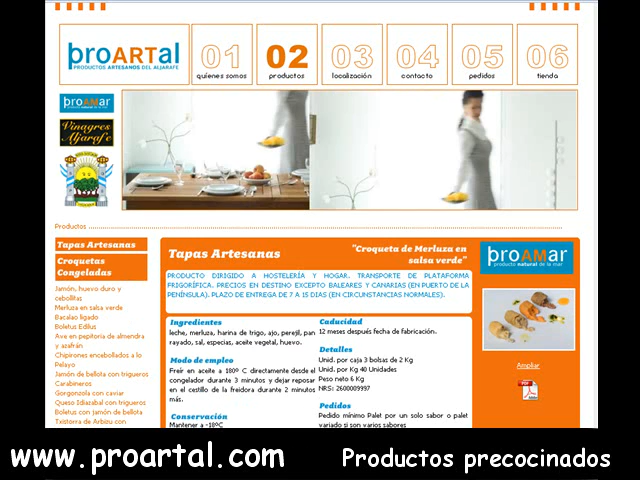 proARTal
PRODUCTOS ARTESANOS DEL ALJARAFE
01 quienes somos
02 productos
03 localización
04 contacto
05 pedidos
06 tienda
broAMar
Vinagres
Aljarafe
Productos
Tapas Artesanas
Croquetas
Congeladas
Jamón, huevo duro y
cebollitas
Merluza en salsa verde
Bacalao ligado
Boletus Edilus
Ave en pepitoria de almendra
y azafrán
Chipirones encebollados a lo
Pelayo
Jamón de bellota con trigueros
Carabineros
Gorgonzola con caviar
Queso Idiazabal con trigueros
Boletus con jamón de bellota
Txistorra de Arbizu con
Tapas Artesanas
"Croqueta de Merluza en
salsa verde"
PRODUCTO DIRIGIDO A HOSTELERÍA Y HOGAR. TRANSPORTE DE PLATAFORMA
FRIGORÍFICA. PRECIOS EN DESTINO EXCEPTO BALEARES Y CANARIAS (EN PUERTO DE LA
PENÍNSULA). PLAZO DE ENTREGA DE 7 A 15 DIAS (EN CIRCUNSTANCIAS NORMALES).
Ingredientes
leche, merluza, harina de trigo, ajo, perejil, pan
rayado, sal, especias, aceite vegetal, huevo.
Modo de empleo
Freir en aceite a 180º C directamente desde el
congelador durante 3 minutos y dejar reposar
en el cestillo de la freidora durante 2 minutos
más.
Conservación
Mantener a -18ºC
Caducidad
12 meses después fecha de fabricación.
Detalles
Unid. por caja 3 bolsas de 2 Kg
Unid. por Kg 40 Unidades
Peso neto 6 Kg
NRS: 2600009997
Pedidos
Pedido mínimo Palet por un solo sabor o palet
variado si son varios sabores
broAMar
producto natural de la mar
Ampliar
PDF
www.proartal.com
Productos precocinados